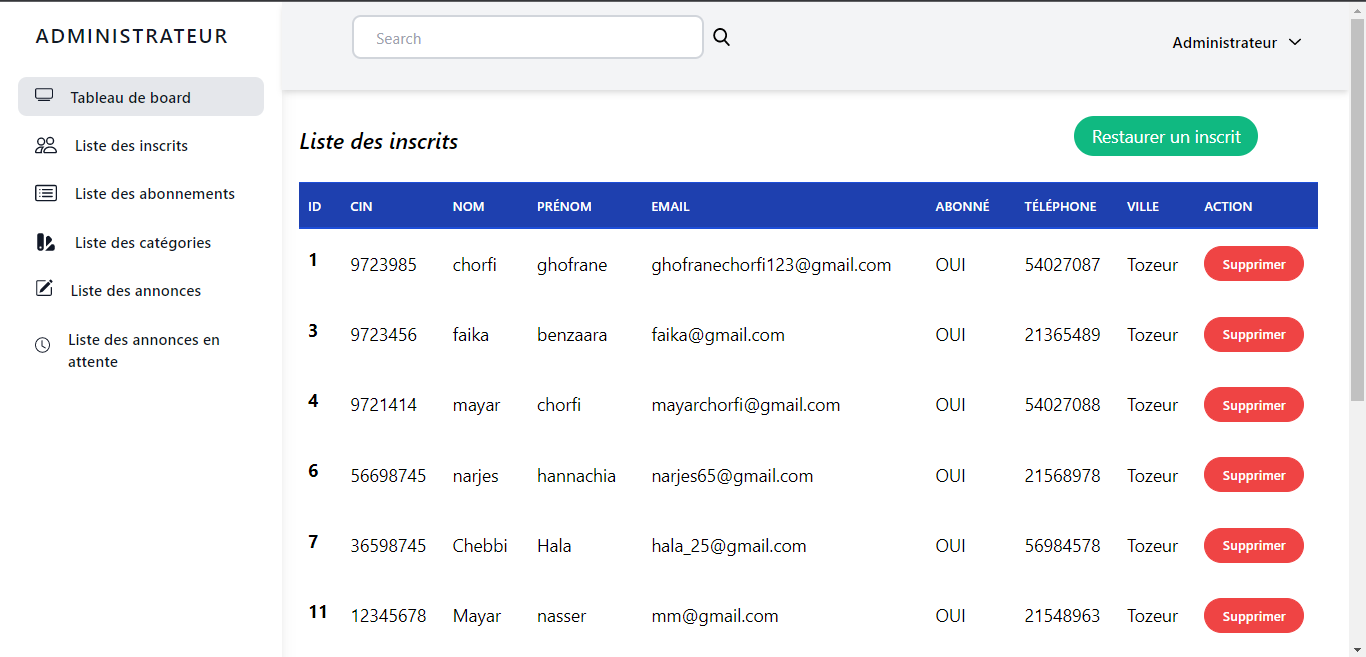 ADMINISTRATEUR
Search
Administrateur
Tableau de board
Liste des inscrits
Liste des abonnements
Liste des catégories
Liste des annonces
Liste des annonces en
attente
Liste des inscrits
Restaurer un inscrit
ID CIN NOM PRÉNOM EMAIL ABONNÉ TÉLÉPHONE VILLE ACTION
1 9723985 chorfi ghofrane ghofranechorfi123@gmail.com OUI 54027087 Tozeur Supprimer
3 9723456 faika benzaara faika@gmail.com OUI 21365489 Tozeur Supprimer
4 9721414 mayar chorfi mayarchorfi@gmail.com OUI 54027088 Tozeur Supprimer
6 56698745 narjes hannachia narjes65@gmail.com OUI 21568978 Tozeur Supprimer
7 36598745 Chebbi Hala hala_25@gmail.com OUI 56984578 Tozeur Supprimer
11 12345678 Mayar nasser mm@gmail.com OUI 21548963 Tozeur Supprimer